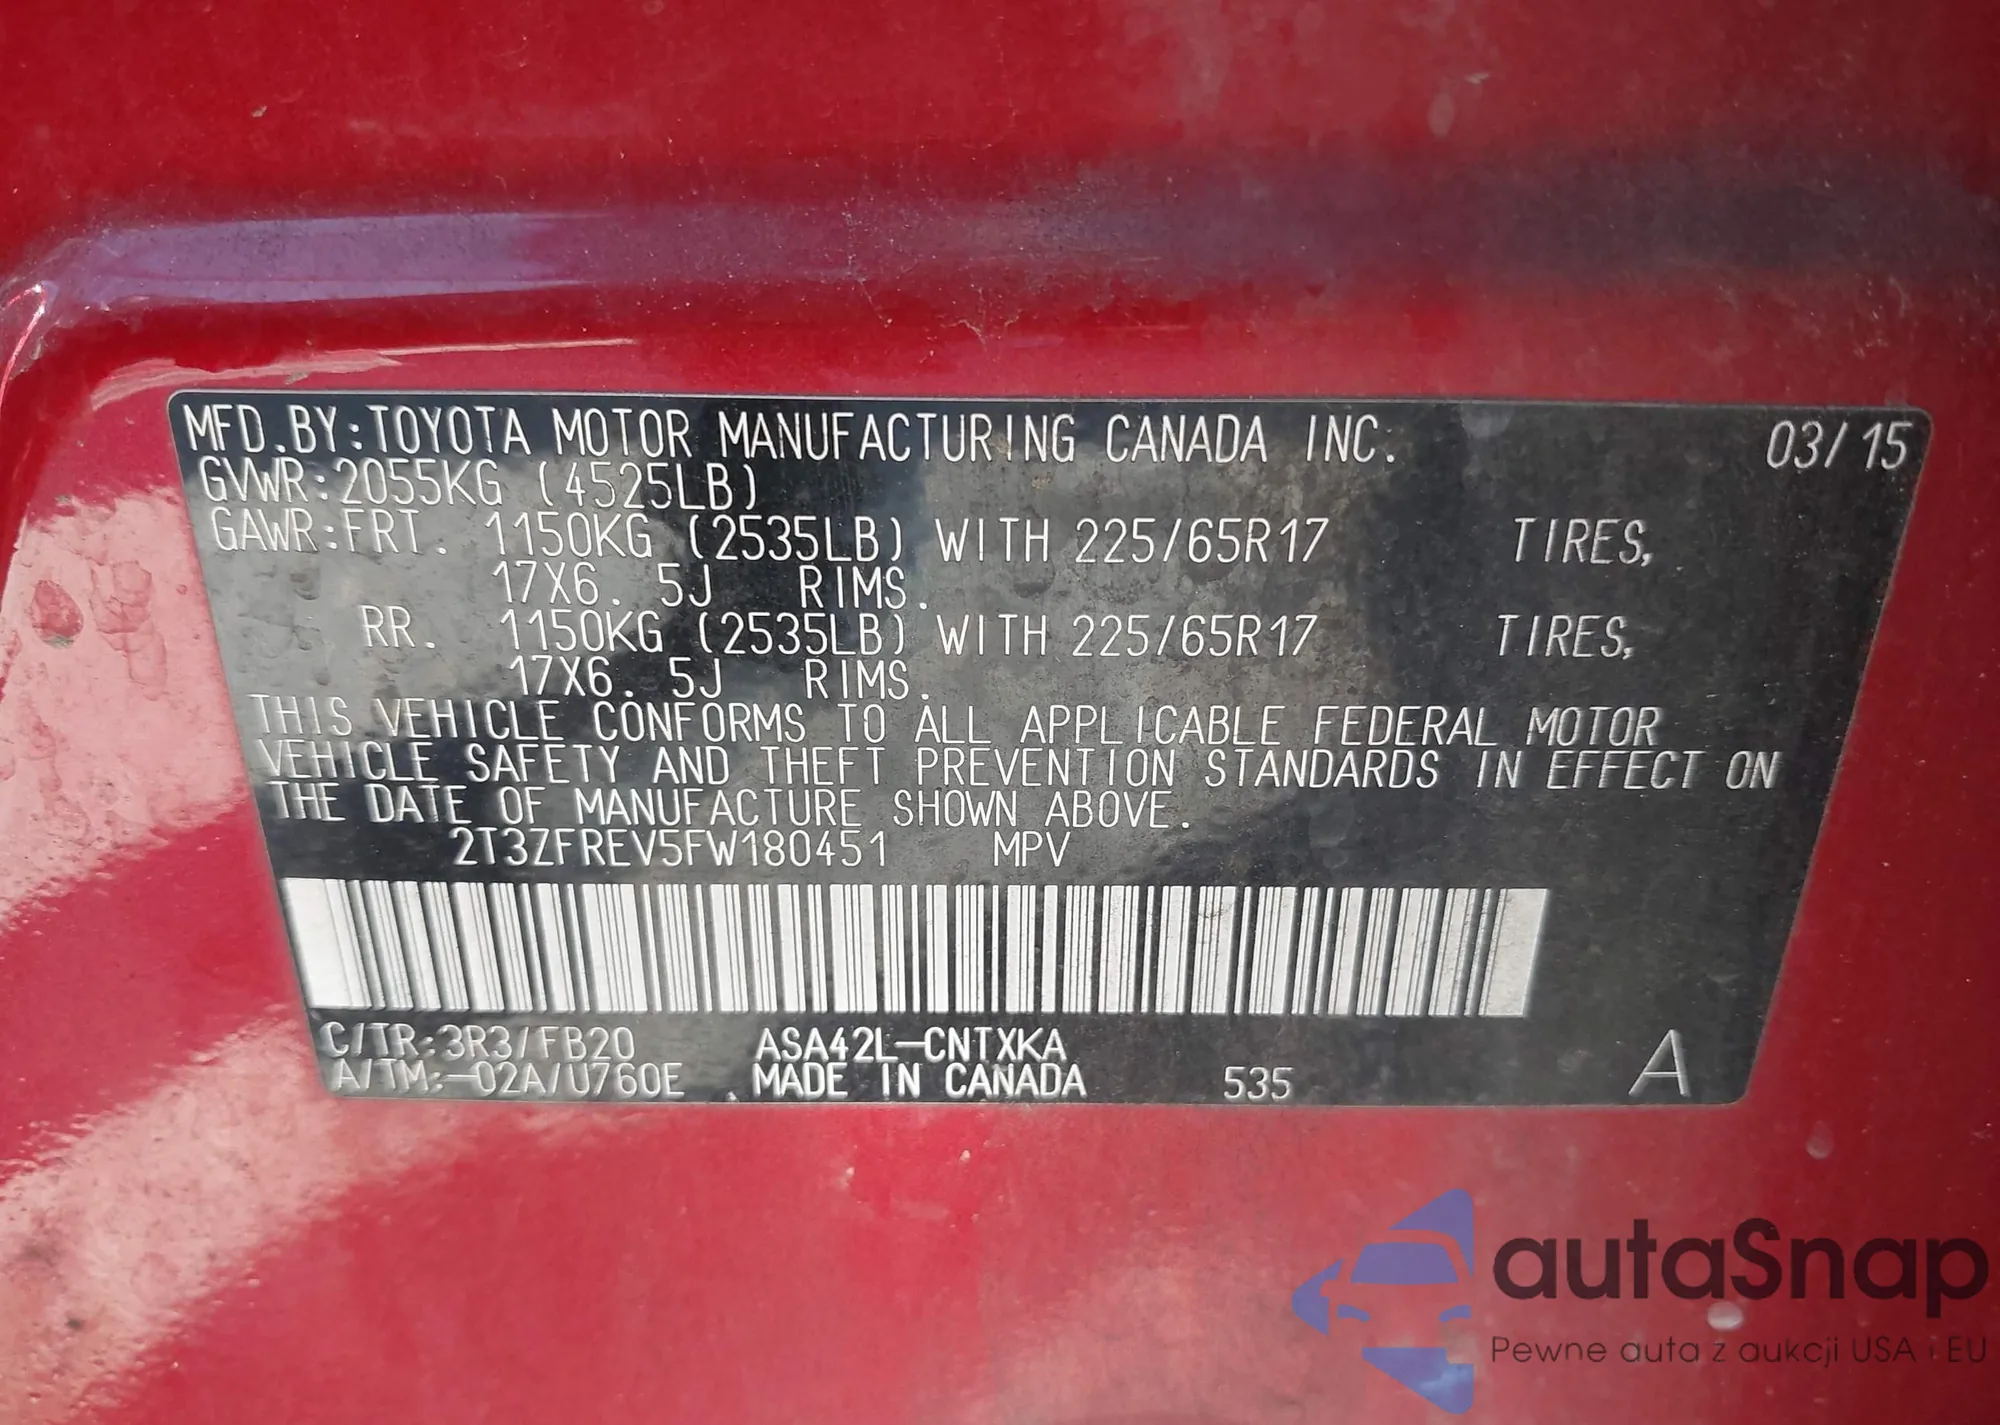 MFD.BY:TOYOTA MOTOR MANUFACTURING CANADA INC. 03/15
GVWR:2055KG (4525LB)
GAWR:FRT. 1150KG (2535LB) WITH 225/65R17 TIRES,
17X6.5J RIMS.
RR. 1150KG (2535LB) WITH 225/65R17 TIRES,
17X6.5J RIMS.
THIS VEHICLE CONFORMS TO ALL APPLICABLE FEDERAL MOTOR
VEHICLE SAFETY AND THEFT PREVENTION STANDARDS IN EFFECT ON
THE DATE OF MANUFACTURE SHOWN ABOVE.
2T3ZFREV5FW180451 MPV
C/TR:3R3/FB20 ASA42L-CNTXKA
A/TM:-02A/U760E MADE IN CANADA 535 A
autaSnap
Pewne auta z aukcji USA i EU